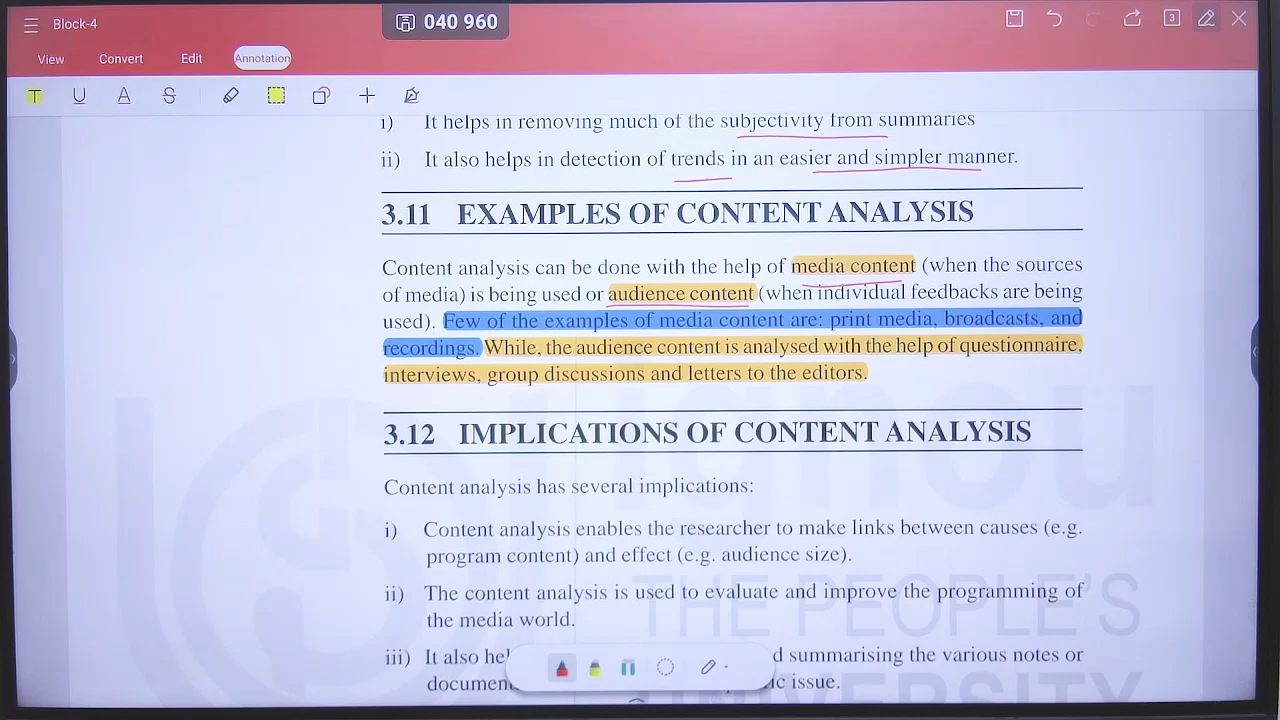 Block-4
040 960
3
View Convert Edit Annotation
T U A S
i) It helps in removing much of the subjectivity from summaries
ii) It also helps in detection of trends in an easier and simpler manner.
3.11 EXAMPLES OF CONTENT ANALYSIS
Content analysis can be done with the help of media content (when the sources
of media) is being used or audience content (when individual feedbacks are being
used). Few of the examples of media content are: print media, broadcasts, and
recordings. While, the audience content is analysed with the help of questionnaire,
interviews, group discussions and letters to the editors.
3.12 IMPLICATIONS OF CONTENT ANALYSIS
Content analysis has several implications:
i) Content analysis enables the researcher to make links between causes (e.g.
program content) and effect (e.g. audience size).
ii) The content analysis is used to evaluate and improve the programming of
the media world.
iii) It also summarising the various notes or
issue.
ignou
THE PEOPLE'S
UNIVERSITY